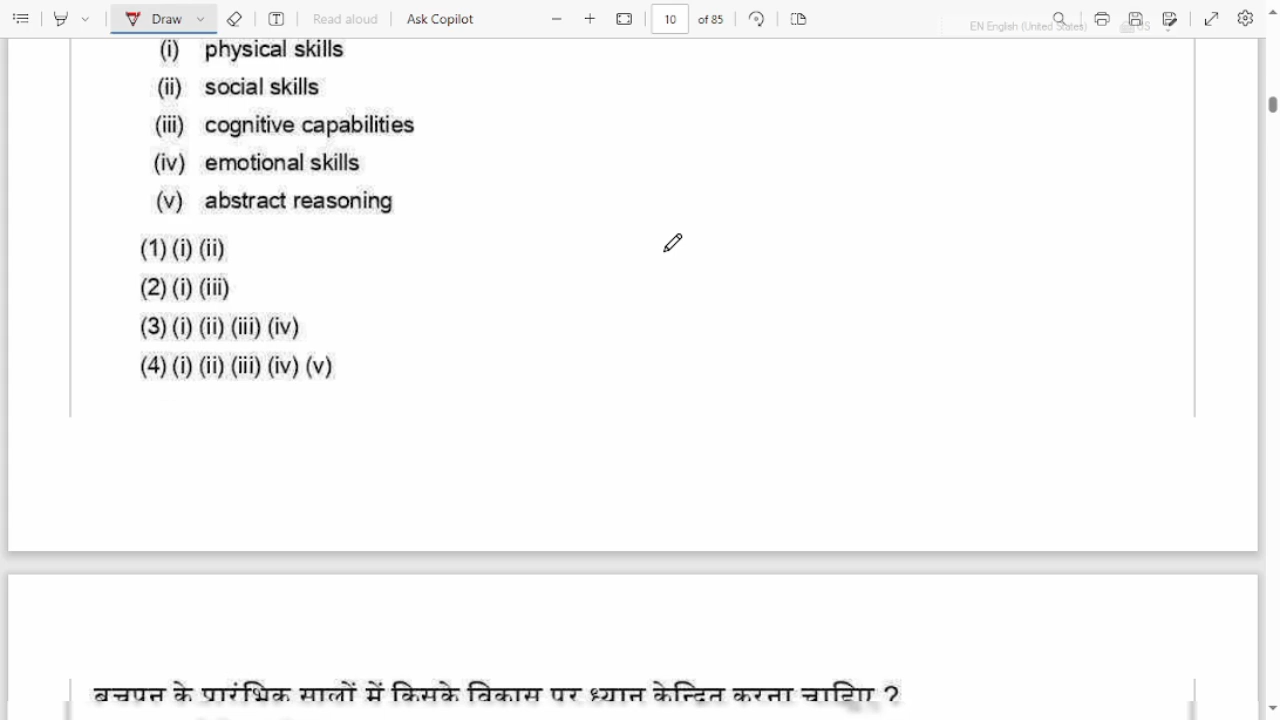 Draw
Read aloud
Ask Copilot
10 of 85
EN English (United States)
(i) physical skills
(ii) social skills
(iii) cognitive capabilities
(iv) emotional skills
(v) abstract reasoning
(1) (i) (ii)
(2) (i) (iii)
(3) (i) (ii) (iii) (iv)
(4) (i) (ii) (iii) (iv) (v)
बचपन के प्रारंभिक सालों में किसके विकास पर ध्यान केन्द्रित करना चाहिए ?